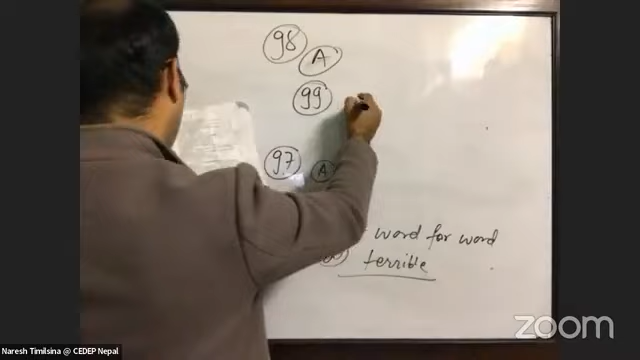 98
A
99
97
A
word for word
terrible
zoom
Naresh Timilsina @ CEDEP Nepal